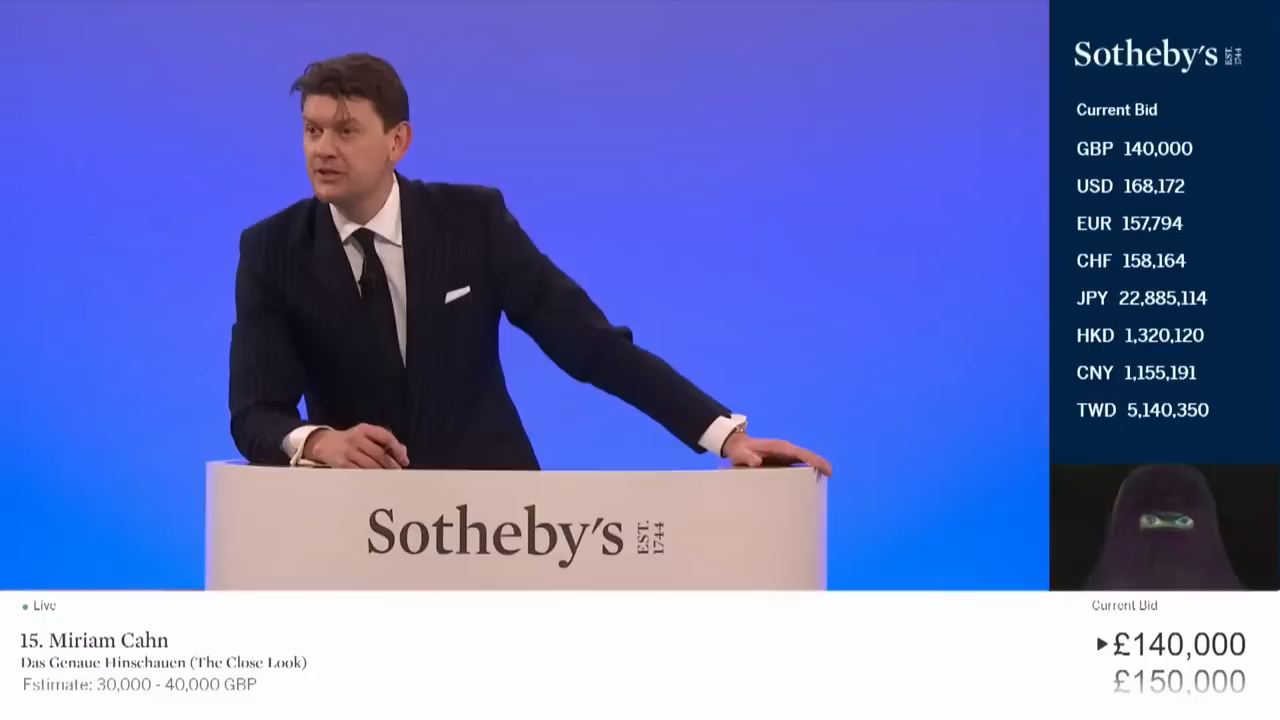 Sotheby's EST. 1744
Current Bid
GBP 140,000
USD 168,172
EUR 157,794
CHF 158,164
JPY 22,885,114
HKD 1,320,120
CNY 1,155,191
TWD 5,140,350
Sotheby's EST. 1744
Live
15. Miriam Cahn
Das Genaue Hinschauen (The Close Look)
Estimate: 30,000 - 40,000 GBP
Current Bid
£140,000
£150,000